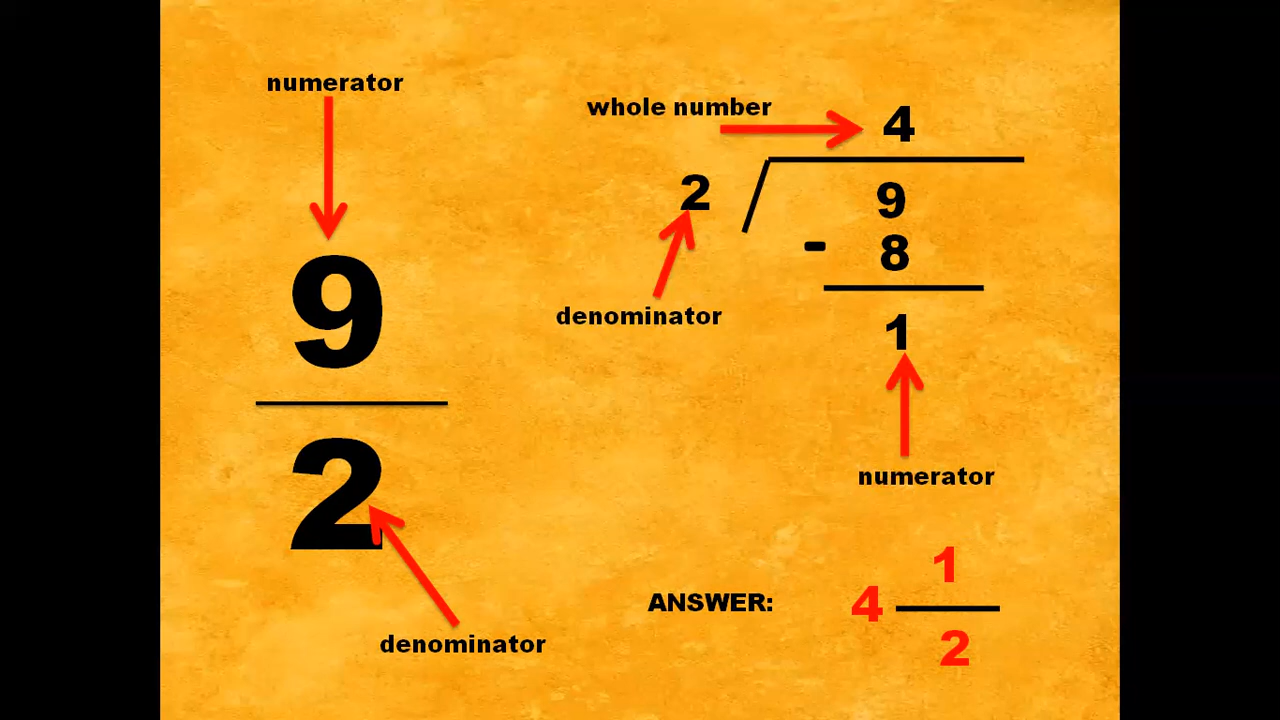 numerator
9
2
denominator
whole number
4
2
9
- 8
1
denominator
numerator
ANSWER: 4 1
2